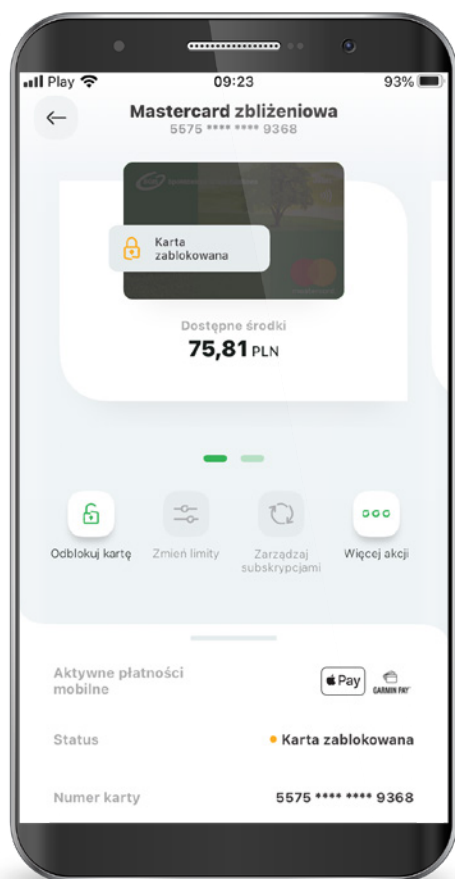 Play 09:23 93%
Mastercard zbliżeniowa
5575 **** **** 9368
Karta
zablokowana
mastercard
Dostępne środki
75,81 PLN
Odblokuj kartę
Zmień limity
Zarządzaj
subskrypcjami
Więcej akcji
Aktywne płatności
mobilne
Pay
GARMIN PAY
Status
Karta zablokowana
Numer karty
5575 **** **** 9368